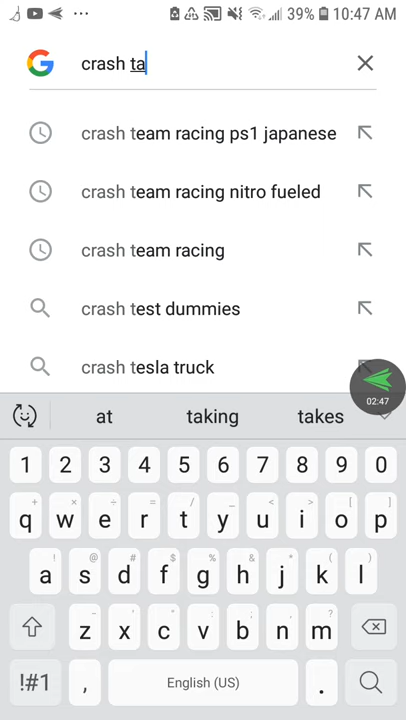 39% 10:47 AM
crash ta
crash team racing ps1 japanese
crash team racing nitro fueled
crash team racing
crash test dummies
crash tesla truck
02:47
at taking takes
1 2 3 4 5 6 7 8 9 0
+ × ÷ = / _ < > [ ]
q w e r t y u i o p
! @ # $ % ^ & * ( )
a s d f g h j k l
- ' " : ; , ?
z x c v b n m
!#1 , English (US) .